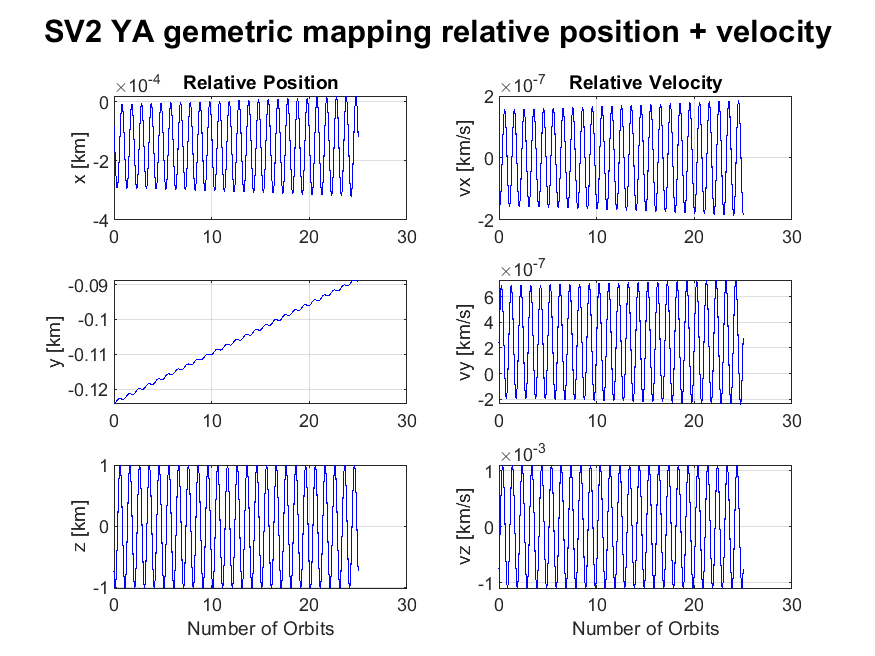 SV2 YA gemetric mapping relative position + velocity
Relative Position
×10^-4
0
-2
-4
x [km]
0 10 20 30
Relative Velocity
×10^-7
2
0
-2
vx [km/s]
0 10 20 30
-0.09
-0.1
-0.11
-0.12
y [km]
0 10 20 30
×10^-7
6
4
2
0
-2
vy [km/s]
0 10 20 30
1
0
-1
z [km]
0 10 20 30
Number of Orbits
×10^-3
1
0
-1
vz [km/s]
0 10 20 30
Number of Orbits